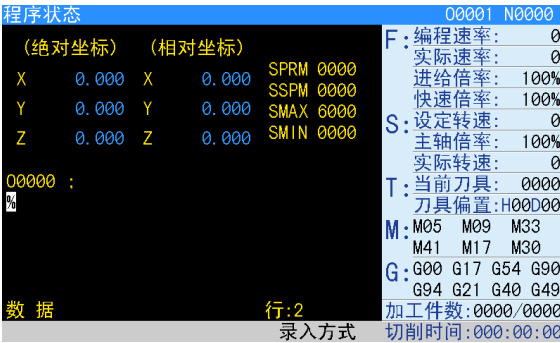 程序状态 O0001 N0000
(绝对坐标) (相对坐标)
X 0.000 X 0.000 SPRM 0000
SSPM 0000
Y 0.000 Y 0.000 SMAX 6000
Z 0.000 Z 0.000 SMIN 0000
O0000 :
%
数据 行:2
录入方式
F: 编程速率: 0
实际速率: 0
进给倍率: 100%
快速倍率: 100%
S: 设定转速: 0
主轴倍率: 100%
实际转速: 0
T: 当前刀具: 0000
刀具偏置:H00D00
M: M05 M09 M33
M41 M17 M30
G: G00 G17 G54 G90
G94 G21 G40 G49
加工件数:0000/0000
切削时间:000:00:00